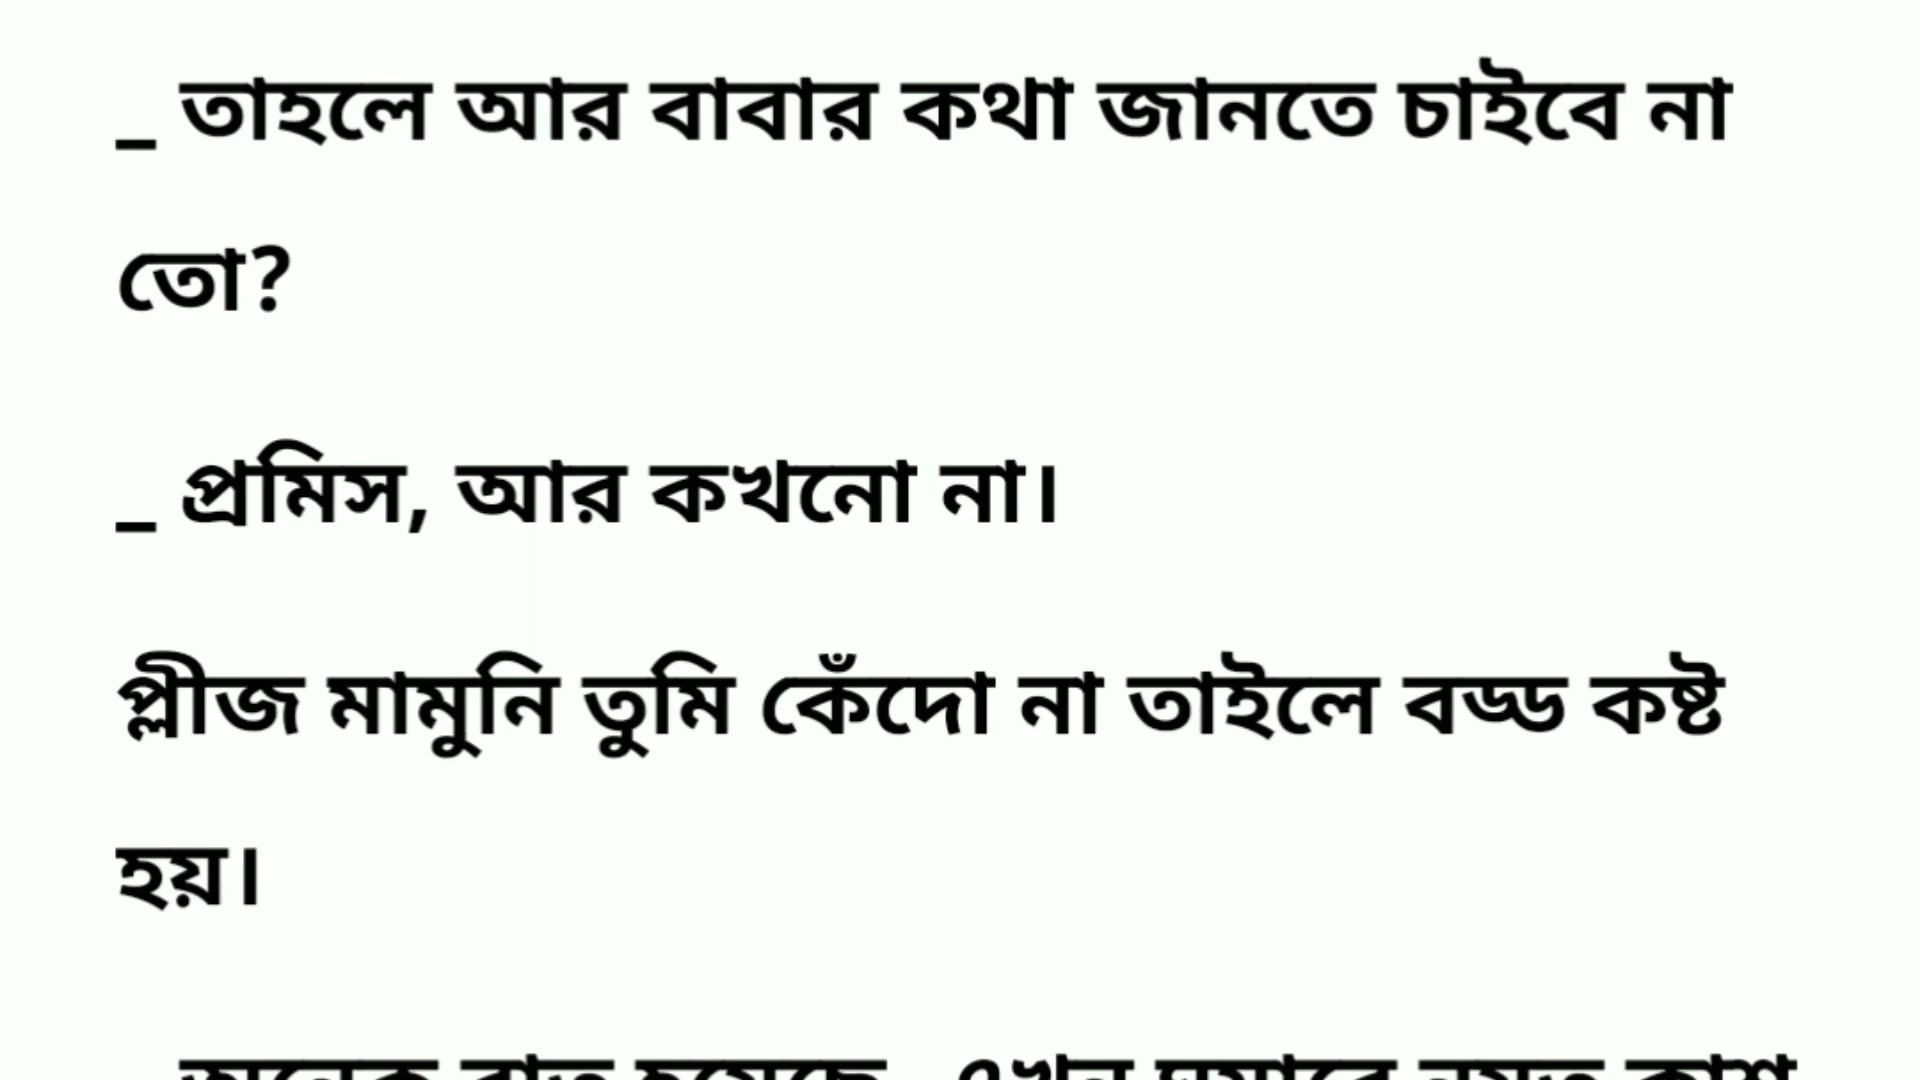 _ তাহলে আর বাবার কথা জানতে চাইবে না
তো?
_ প্রমিস, আর কখনো না।
প্লীজ মামুনি তুমি কেঁদো না তাইলে বড্ড কষ্ট
হয়।